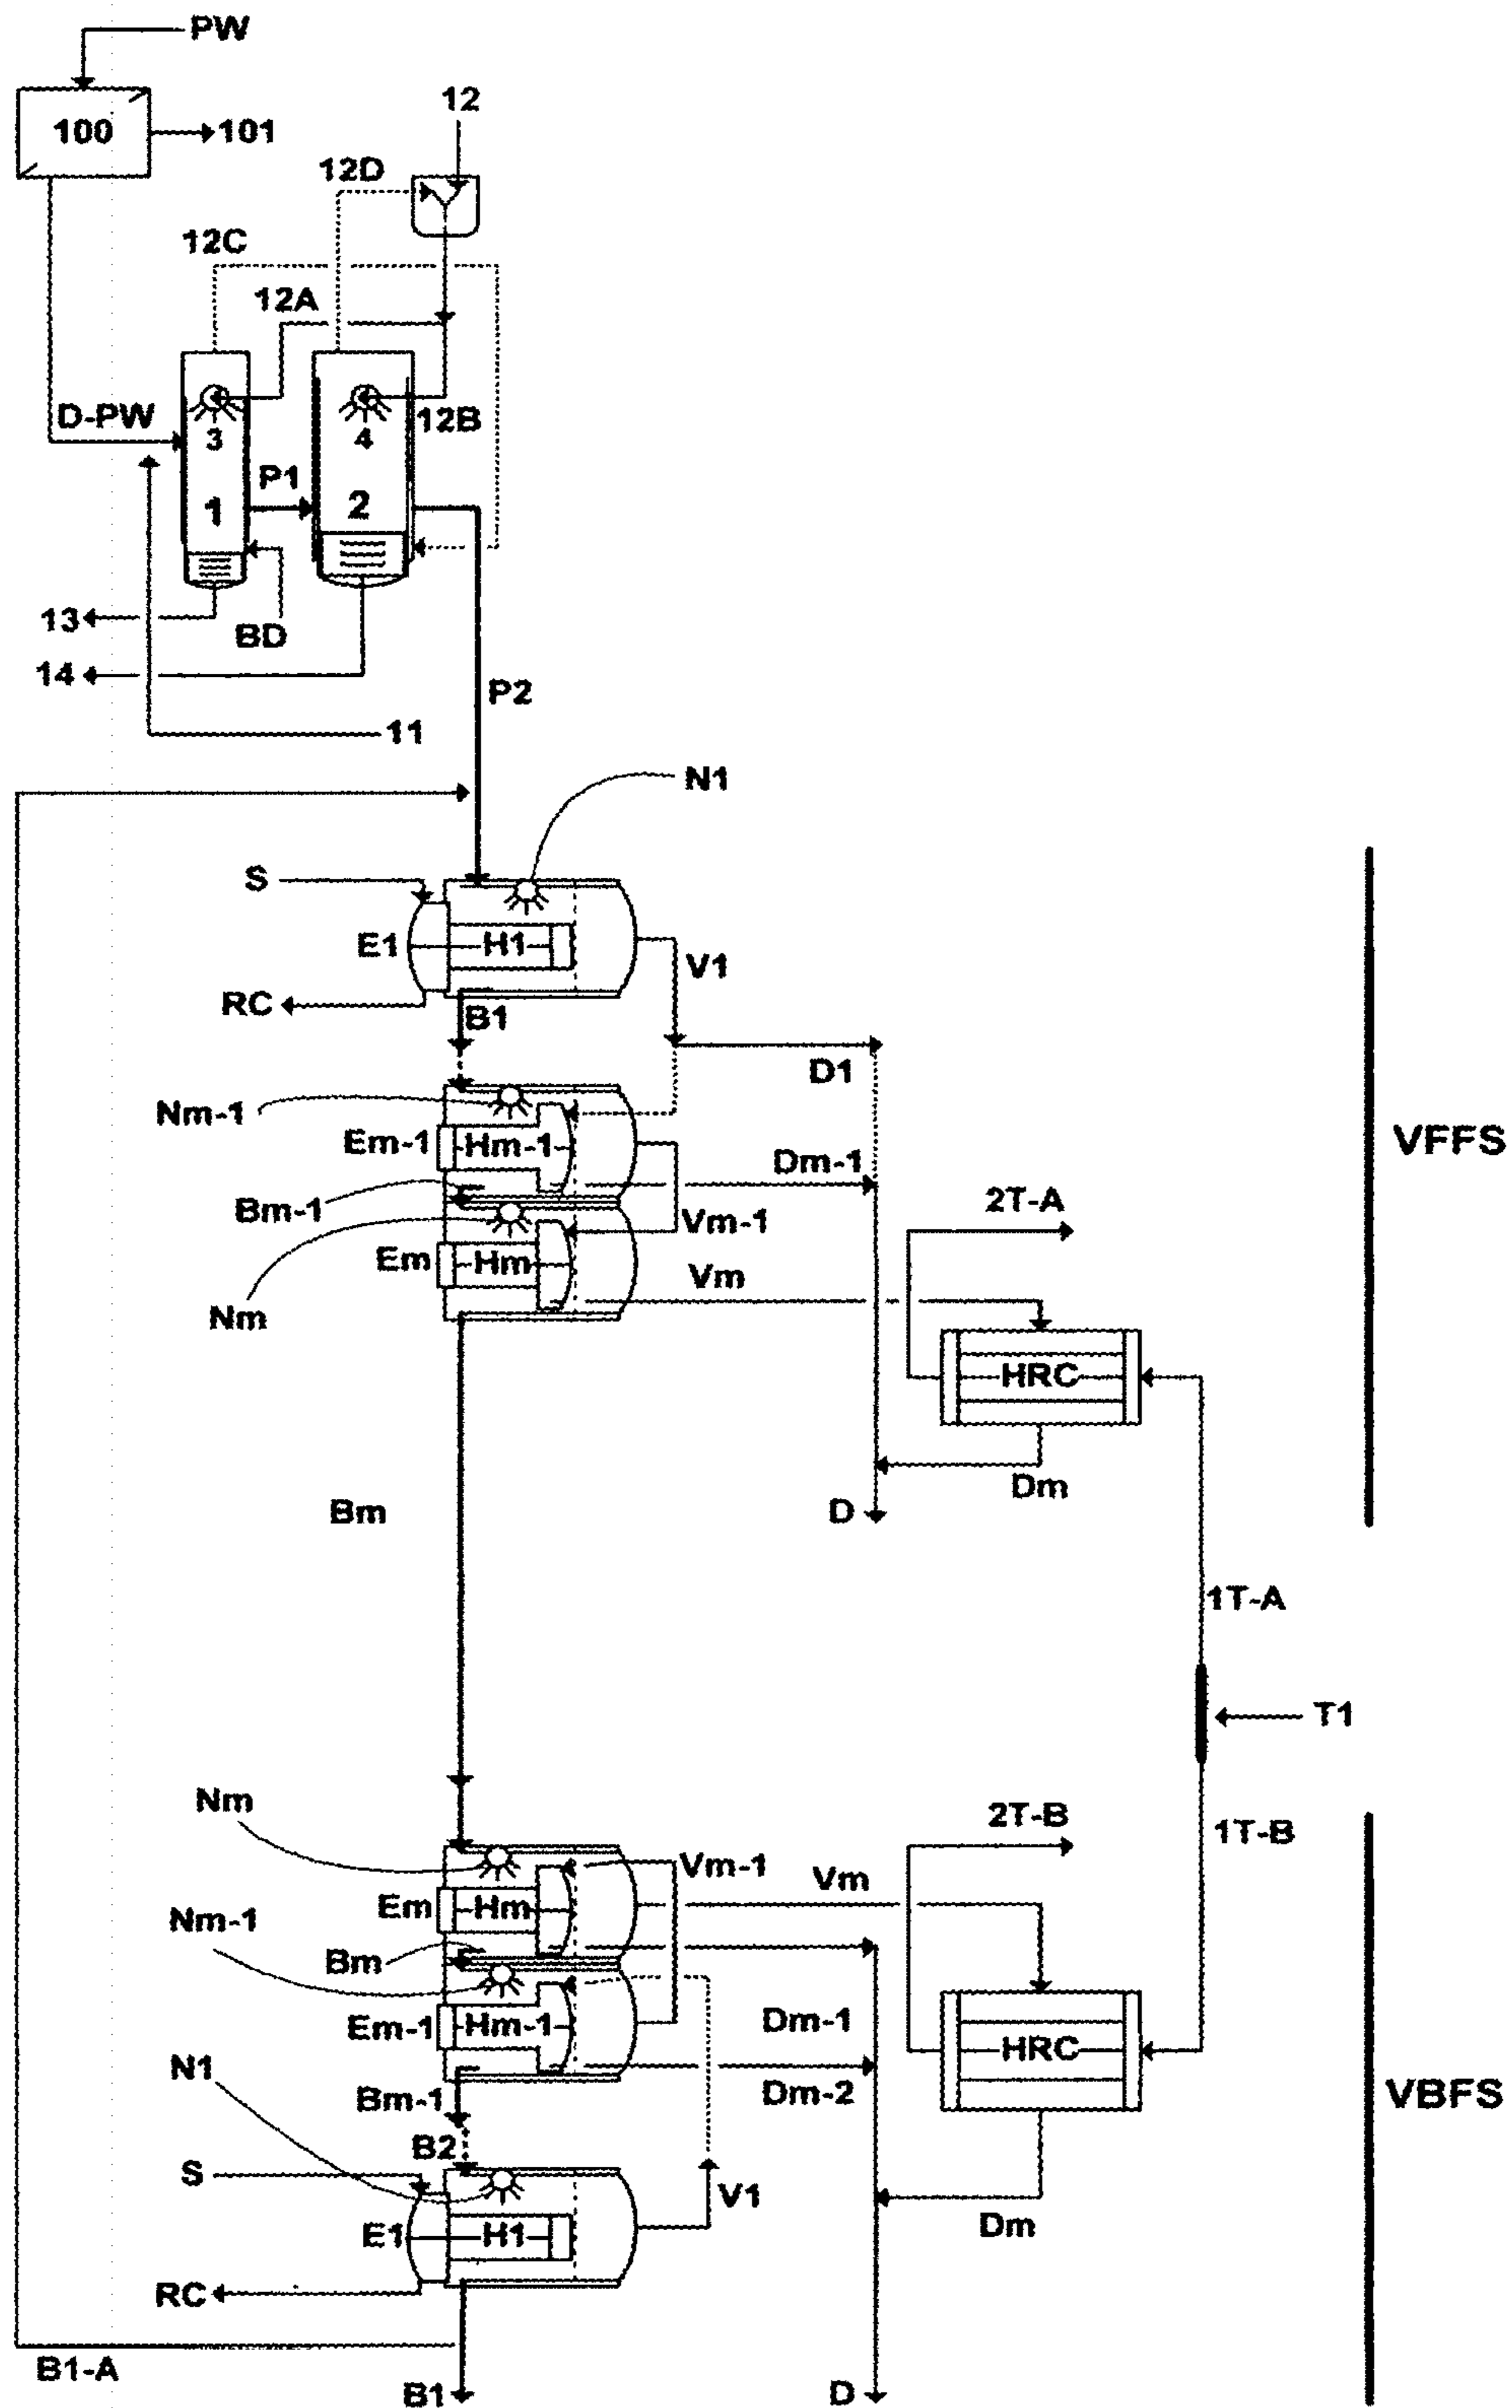 PW
100
101
12
12D
12C
12A
D-PW
12B
3
4
P1
1
2
13
BD
14
P2
11
N1
S
E1
H1
V1
RC
B1
D1
Nm-1
Em-1
Hm-1
Dm-1
VFFS
Bm-1
2T-A
Vm-1
Em
Hm
Vm
Nm
HRC
Dm
Bm
D
1T-A
T1
Nm
2T-B
1T-B
Vm-1
Vm
Em
Hm
Nm-1
Bm
Em-1
Hm-1
Dm-1
HRC
N1
Bm-1
Dm-2
VBFS
B2
S
V1
Dm
E1
H1
RC
B1-A
B1
D